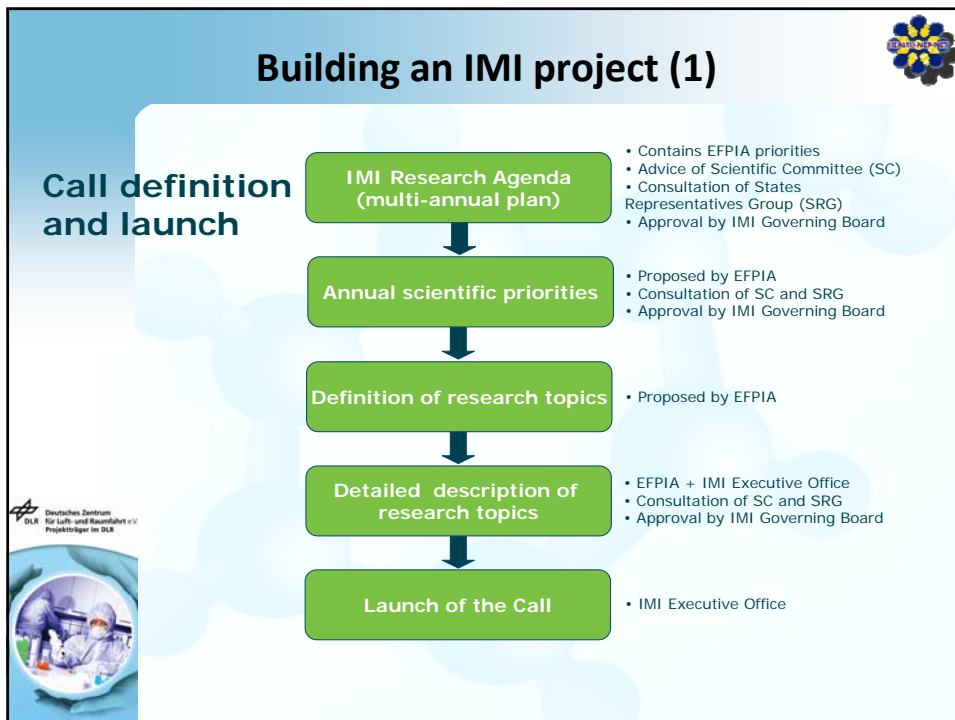 Building an IMI project (1)
HEALTH-NCP-NET
Call definition
and launch
IMI Research Agenda
(multi-annual plan)
• Contains EFPIA priorities
• Advice of Scientific Committee (SC)
• Consultation of States
Representatives Group (SRG)
• Approval by IMI Governing Board
Annual scientific priorities
• Proposed by EFPIA
• Consultation of SC and SRG
• Approval by IMI Governing Board
Definition of research topics
• Proposed by EFPIA
Detailed description of
research topics
• EFPIA + IMI Executive Office
• Consultation of SC and SRG
• Approval by IMI Governing Board
Launch of the Call
• IMI Executive Office
Deutsches Zentrum
DLR für Luft- und Raumfahrt e.V.
Projektträger im DLR